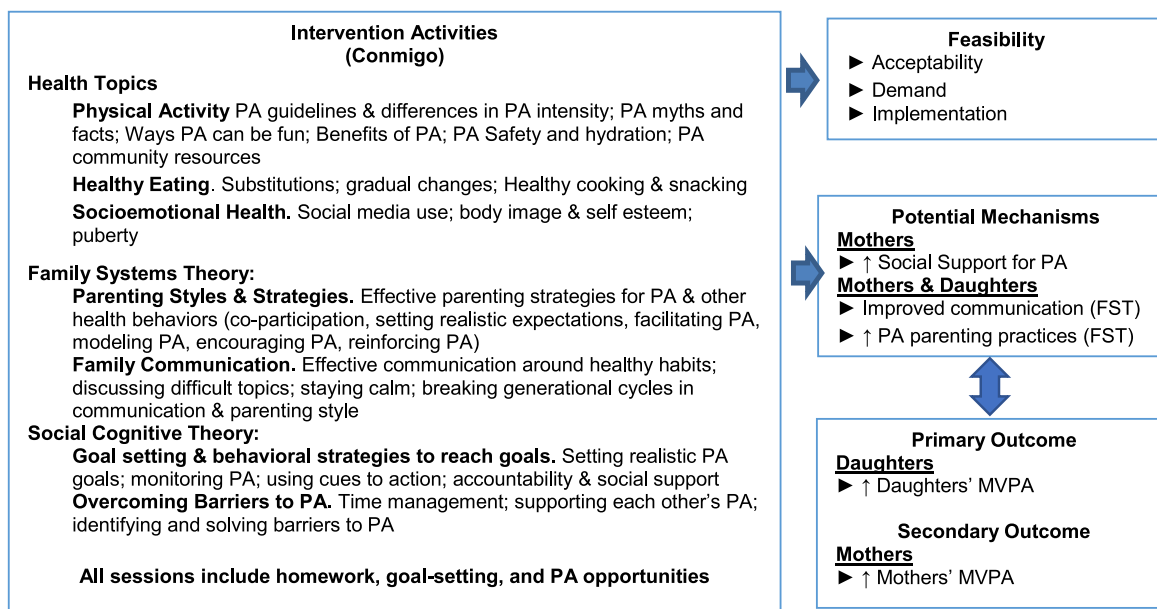 Intervention Activities
(Conmigo)
Health Topics
Physical Activity PA guidelines & differences in PA intensity; PA myths and
facts; Ways PA can be fun; Benefits of PA; PA Safety and hydration; PA
community resources
Healthy Eating. Substitutions; gradual changes; Healthy cooking & snacking
Socioemotional Health. Social media use; body image & self esteem;
puberty
Family Systems Theory:
Parenting Styles & Strategies. Effective parenting strategies for PA & other
health behaviors (co-participation, setting realistic expectations, facilitating PA,
modeling PA, encouraging PA, reinforcing PA)
Family Communication. Effective communication around healthy habits;
discussing difficult topics; staying calm; breaking generational cycles in
communication & parenting style
Social Cognitive Theory:
Goal setting & behavioral strategies to reach goals. Setting realistic PA
goals; monitoring PA; using cues to action; accountability & social support
Overcoming Barriers to PA. Time management; supporting each other's PA;
identifying and solving barriers to PA
All sessions include homework, goal-setting, and PA opportunities
Feasibility
► Acceptability
► Demand
► Implementation
Potential Mechanisms
Mothers
► ↑ Social Support for PA
Mothers & Daughters
► Improved communication (FST)
► ↑ PA parenting practices (FST)
Primary Outcome
Daughters
► ↑ Daughters' MVPA
Secondary Outcome
Mothers
► ↑ Mothers' MVPA